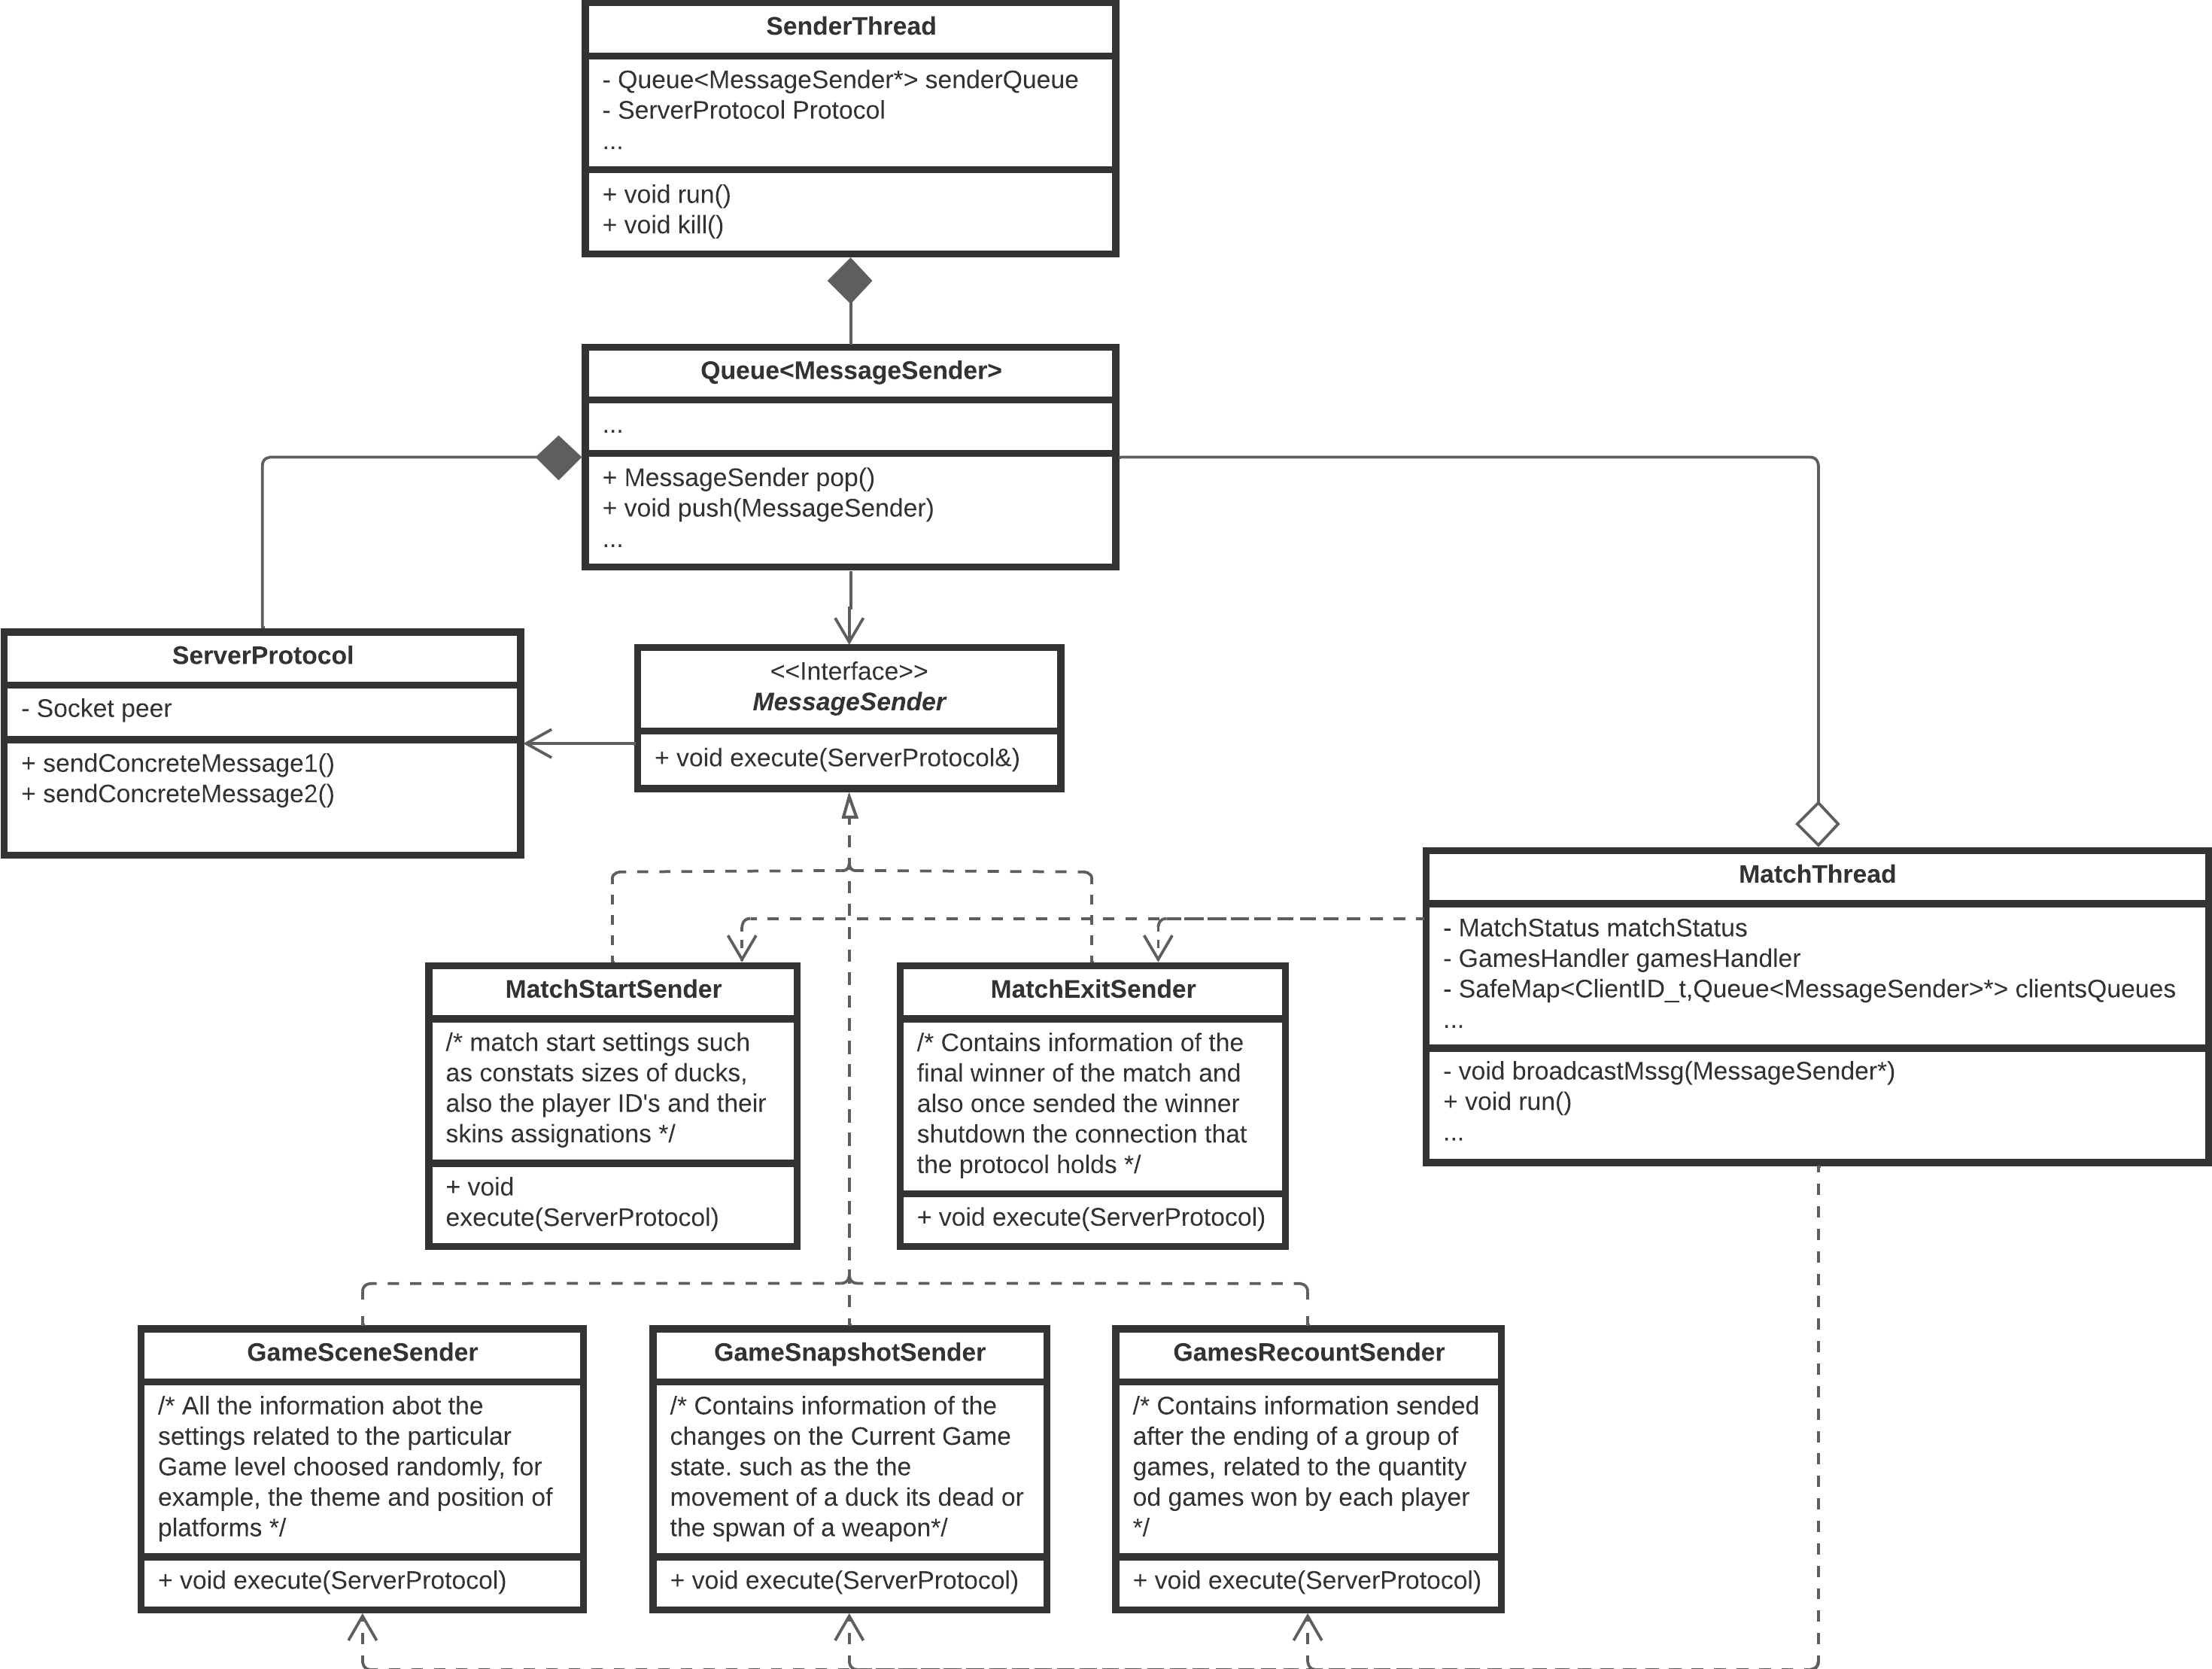 SenderThread
- Queue<MessageSender*> senderQueue
- ServerProtocol Protocol
...
+ void run()
+ void kill()
Queue<MessageSender>
...
+ MessageSender pop()
+ void push(MessageSender)
...
ServerProtocol
- Socket peer
+ sendConcreteMessage1()
+ sendConcreteMessage2()
<<Interface>>
MessageSender
+ void execute(ServerProtocol&)
MatchThread
- MatchStatus matchStatus
- GamesHandler gamesHandler
- SafeMap<ClientID_t,Queue<MessageSender>*> clientsQueues
...
- void broadcastMssg(MessageSender*)
+ void run()
...
MatchStartSender
/* match start settings such
as constats sizes of ducks,
also the player ID's and their
skins assignations */
+ void
execute(ServerProtocol)
MatchExitSender
/* Contains information of the
final winner of the match and
also once sended the winner
shutdown the connection that
the protocol holds */
+ void execute(ServerProtocol)
GameSceneSender
/* All the information abot the
settings related to the particular
Game level choosed randomly, for
example, the theme and position of
platforms */
+ void execute(ServerProtocol)
GameSnapshotSender
/* Contains information of the
changes on the Current Game
state. such as the the
movement of a duck its dead or
the spwan of a weapon*/
+ void execute(ServerProtocol)
GamesRecountSender
/* Contains information sended
after the ending of a group of
games, related to the quantity
od games won by each player
*/
+ void execute(ServerProtocol)